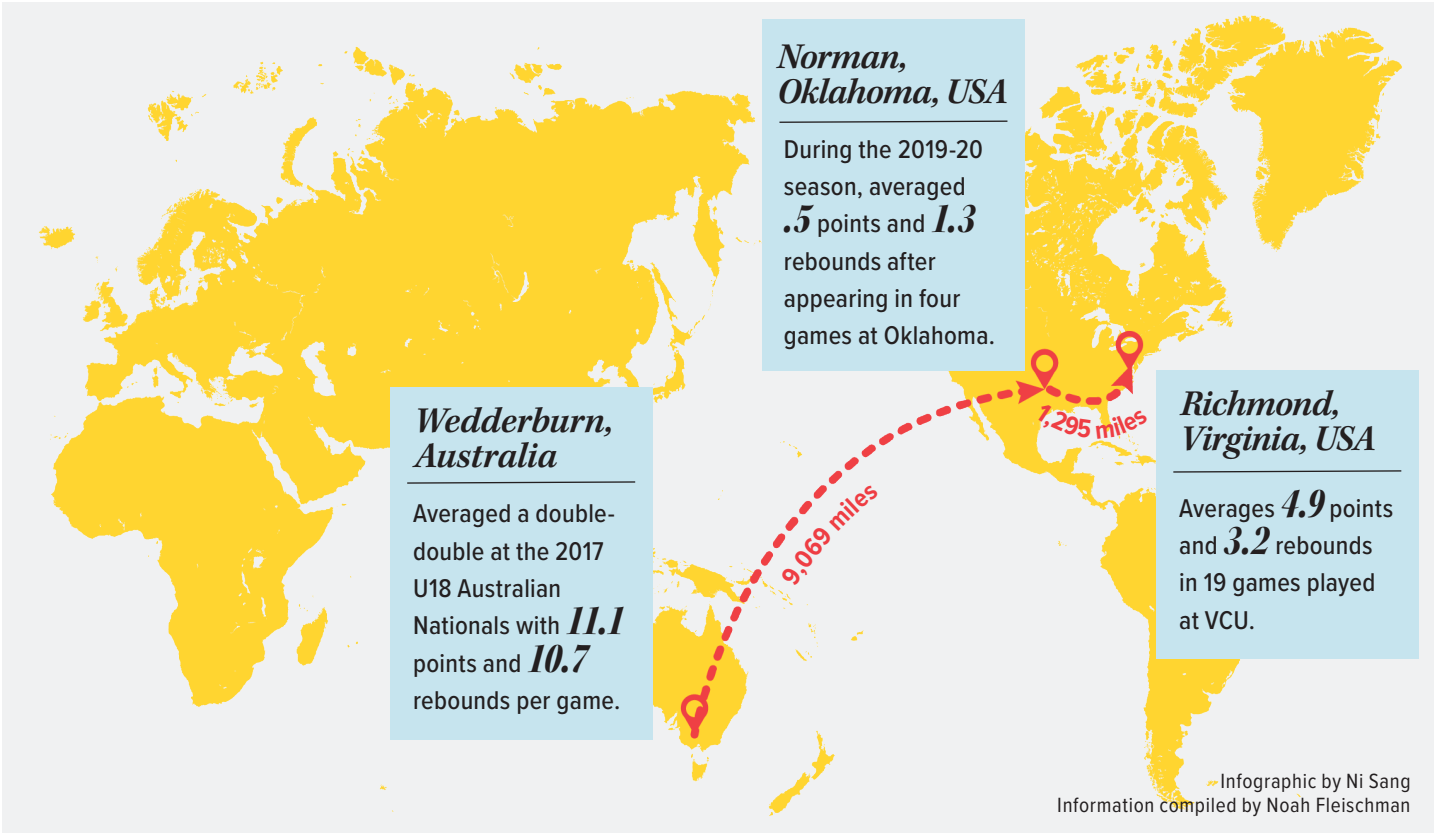 Norman,
Oklahoma, USA
During the 2019-20
season, averaged
.5 points and 1.3
rebounds after
appearing in four
games at Oklahoma.
Wedderburn,
Australia
Averaged a double-
double at the 2017
U18 Australian
Nationals with 11.1
points and 10.7
rebounds per game.
9,069 miles
1,295 miles
Richmond,
Virginia, USA
Averages 4.9 points
and 3.2 rebounds
in 19 games played
at VCU.
Infographic by Ni Sang
Information compiled by Noah Fleischman